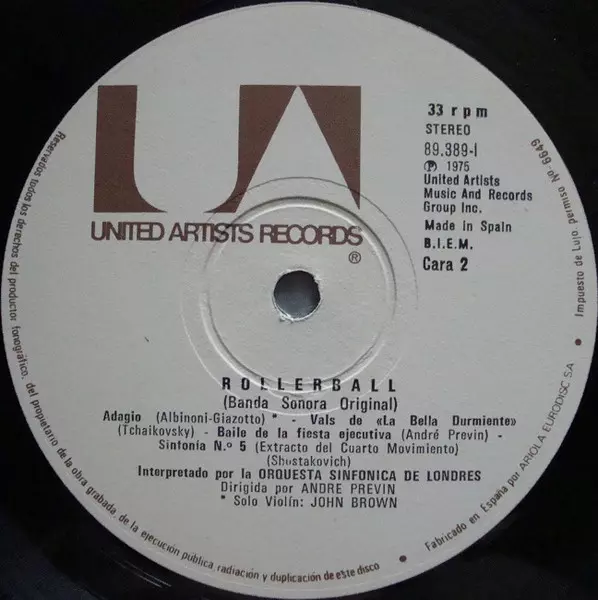 UA
UNITED ARTISTS RECORDS
®
33 rpm
STEREO
89.389-I
℗ 1975
United Artists
Music And Records
Group Inc.
Made in Spain
B.I.E.M.
Cara 2
ROLLERBALL
(Banda Sonora Original)
Adagio (Albinoni-Giazotto) * - Vals de «La Bella Durmiente»
(Tchaikovsky) - Baile de la fiesta ejecutiva (André Previn) -
Sinfonía N.º 5 (Extracto del Cuarto Movimiento)
(Shostakovich)
Interpretado por la ORQUESTA SINFONICA DE LONDRES
Dirigida por ANDRE PREVIN
* Solo Violín: JOHN BROWN
Reservados todos los derechos del productor fonográfico, del propietario de la obra grabada, de la ejecución pública radiación y duplicación de este disco
Fabricado en España por ARIOLA EURODISC SA
Impuesto de Lujo permiso Nº 6649